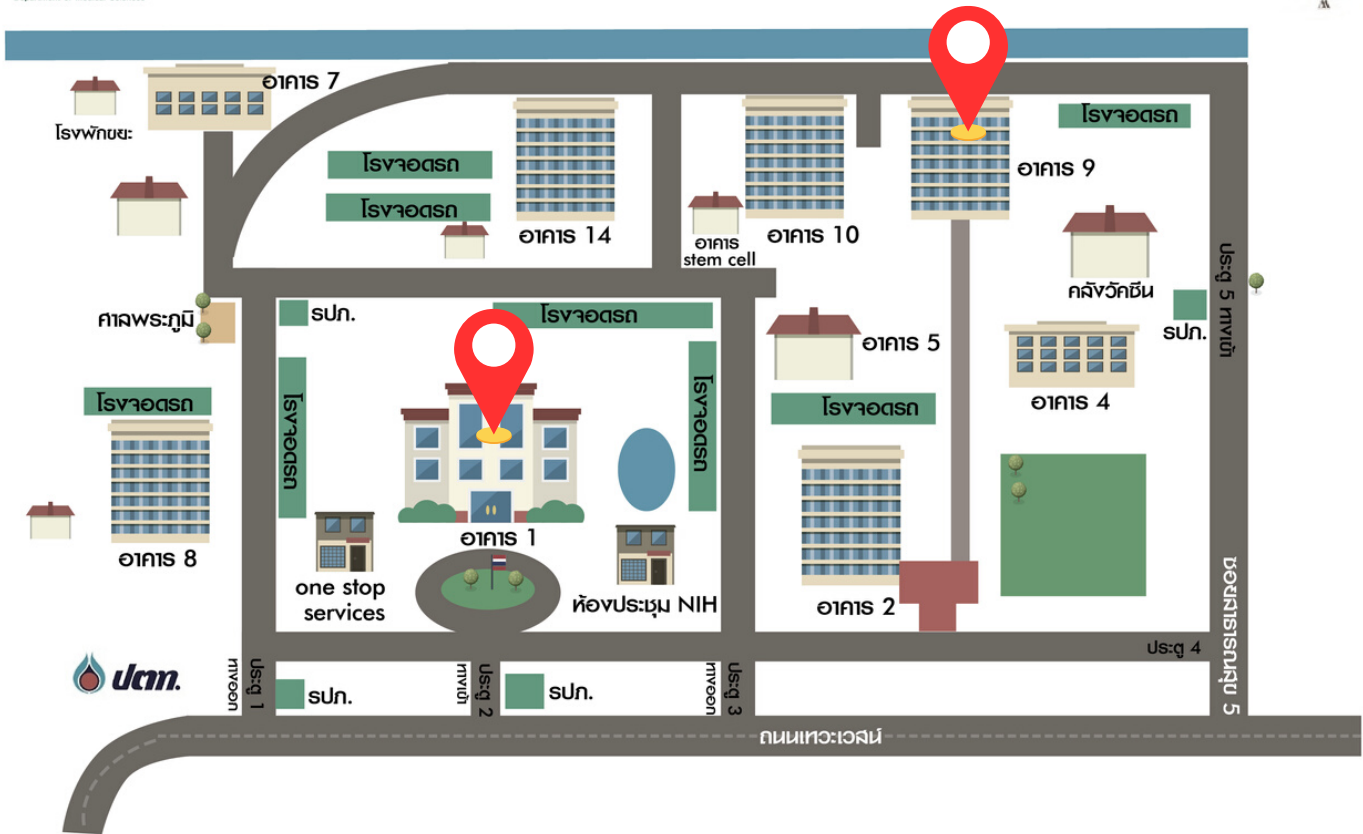 อาคาร 7
โรงพักขยะ
โรงจอดรถ
โรงจอดรถ
อาคาร 14
อาคาร
stem cell
อาคาร 10
อาคาร 9
โรงจอดรถ
คลังวัคซีน
รปภ.
ประตู 5 ทางเข้า
ศาลพระภูมิ
รปภ.
โรงจอดรถ
โรงจอดรถ
โรงจอดรถ
อาคาร 5
โรงจอดรถ
อาคาร 4
โรงจอดรถ
อาคาร 8
อาคาร 1
one stop
services
ห้องประชุม NIH
อาคาร 2
ปตท.
ประตู 1
ทางออก
รปภ.
ประตู 2
ทางเข้า
รปภ.
ประตู 3
ทางออก
ประตู 4
ซอยสาธารณสุข 5
ถนนเทวะเวสน์